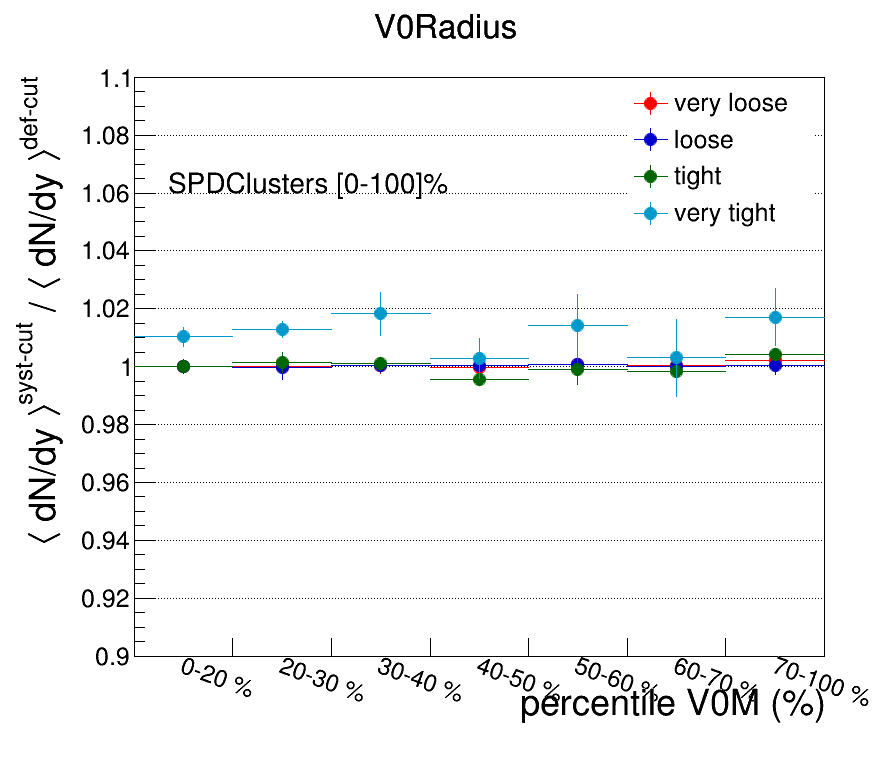 V0Radius
⟨ dN/dy ⟩^syst-cut / ⟨ dN/dy ⟩^def-cut
1.1
1.08
1.06
1.04
1.02
1
0.98
0.96
0.94
0.92
0.9
very loose
loose
tight
very tight
SPDClusters [0-100]%
0-20 %
20-30 %
30-40 %
40-50 %
50-60 %
60-70 %
70-100 %
percentile V0M (%)